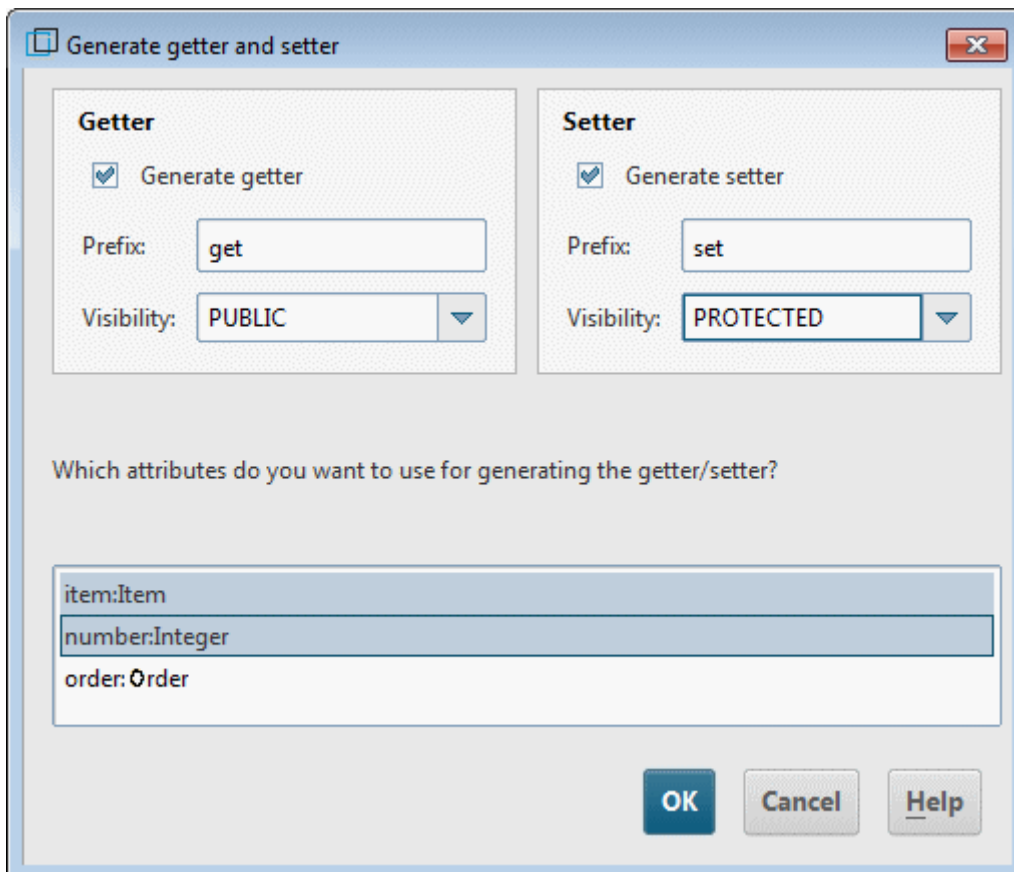 Generate getter and setter
Getter
Generate getter
Prefix: get
Visibility: PUBLIC
Setter
Generate setter
Prefix: set
Visibility: PROTECTED
Which attributes do you want to use for generating the getter/setter?
item:Item
number:Integer
order:Order
OK Cancel Help